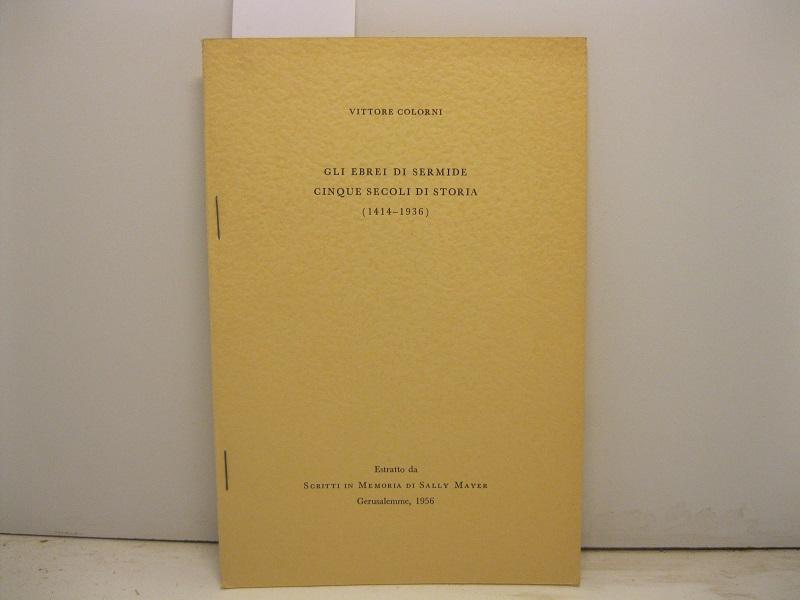 VITTORE COLORNI
GLI EBREI DI SERMIDE
CINQUE SECOLI DI STORIA
(1414–1936)
Estratto da
SCRITTI IN MEMORIA DI SALLY MAYER
Gerusalemme, 1956